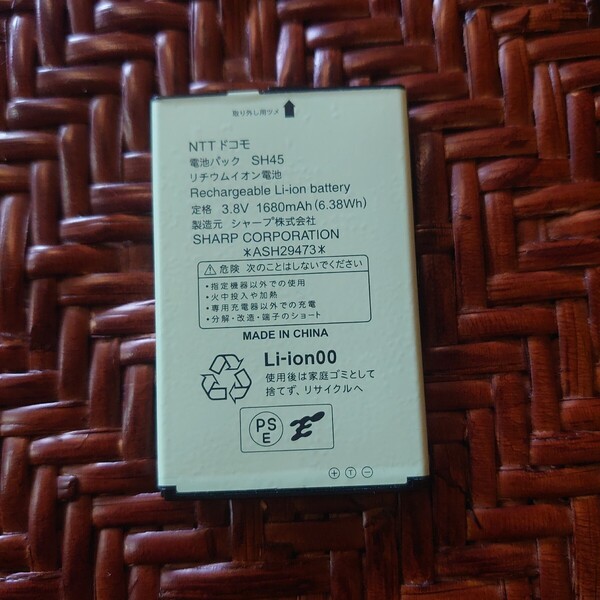 取り外し用ツメ
NTTドコモ
電池パック SH45
リチウムイオン電池
Rechargeable Li-ion battery
定格 3.8V 1680mAh(6.38Wh)
製造元 シャープ株式会社
SHARP CORPORATION
*ASH29473*
⚠危険 次のことはしないでください
・指定機器以外での使用
・火中投入や加熱
・専用充電器以外での充電
・分解・改造・端子のショート
MADE IN CHINA
Li-ion00
使用後は家庭ゴミとして
捨てず、リサイクルへ
PS
E
⊕ Ⓣ ⊖